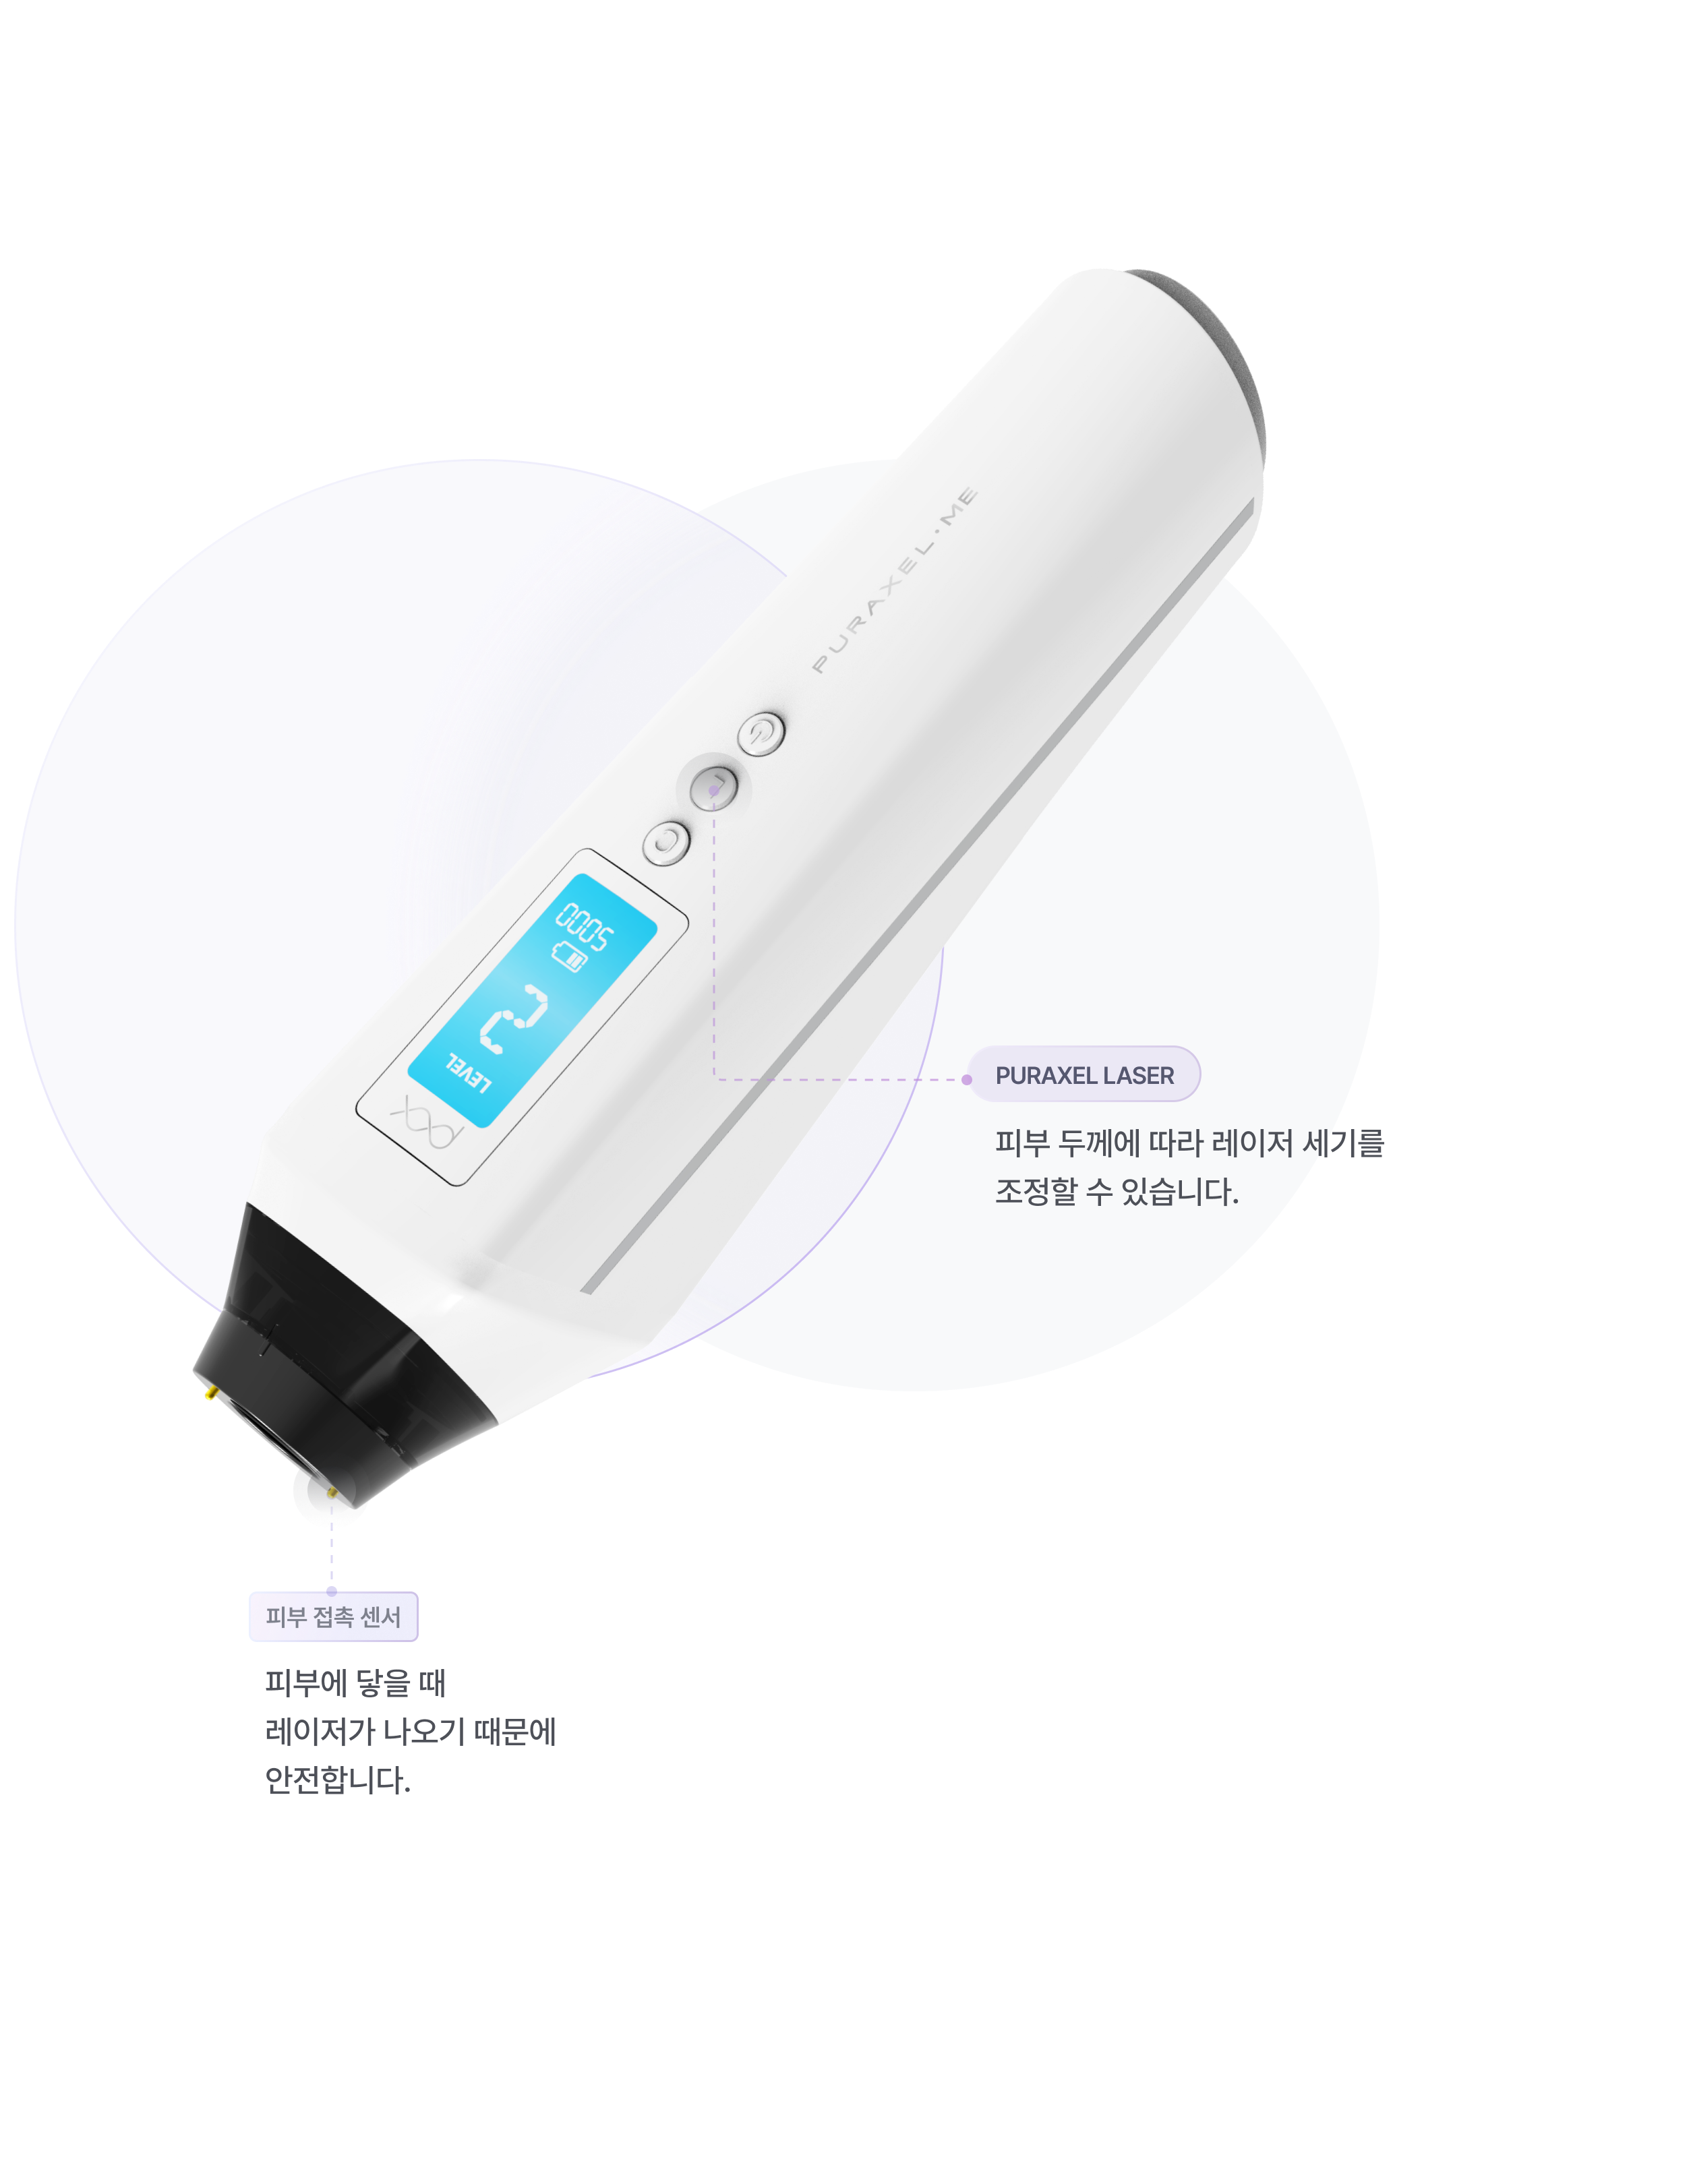 PURAXEL·ME
L
C
0005
2
LEVEL
PURAXEL LASER
피부 두께에 따라 레이저 세기를
조정할 수 있습니다.
피부 접촉 센서
피부에 닿을 때
레이저가 나오기 때문에
안전합니다.